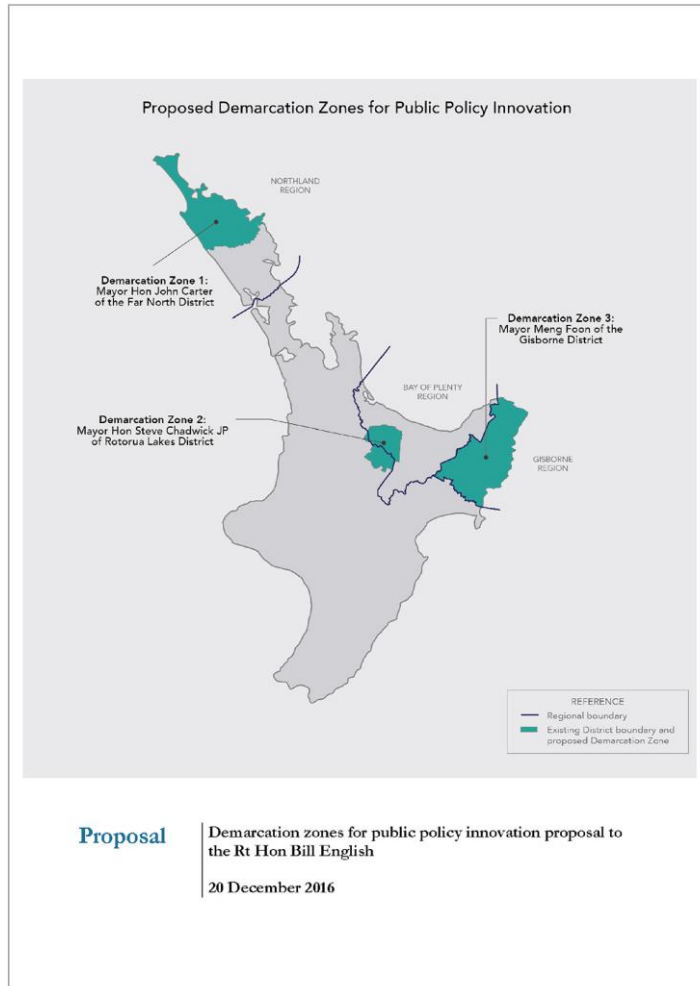 Proposed Demarcation Zones for Public Policy Innovation
NORTHLAND
REGION
Demarcation Zone 1:
Mayor Hon John Carter
of the Far North District
Demarcation Zone 3:
Mayor Meng Foon of the
Gisborne District
BAY OF PLENTY
REGION
Demarcation Zone 2:
Mayor Hon Steve Chadwick JP
of Rotorua Lakes District
GISBORNE
REGION
REFERENCE
Regional boundary
Existing District boundary and
proposed Demarcation Zone
Proposal
Demarcation zones for public policy innovation proposal to
the Rt Hon Bill English
20 December 2016